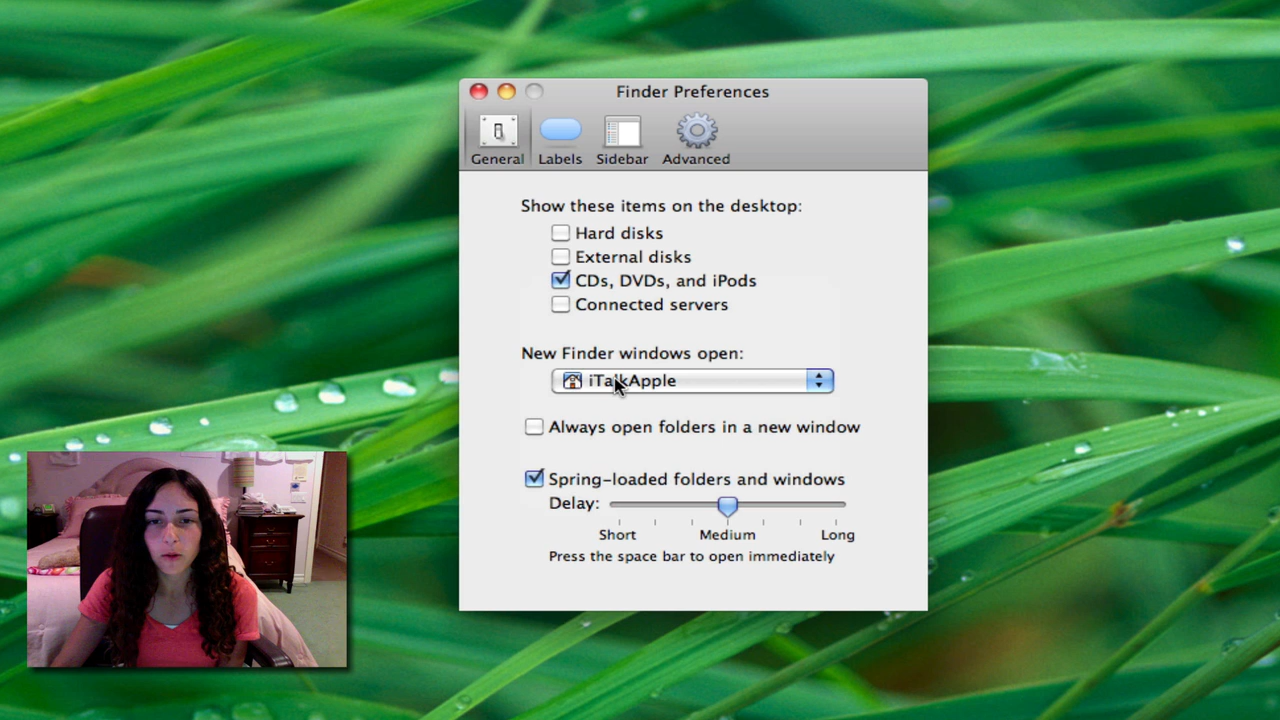 Finder Preferences
General Labels Sidebar Advanced
Show these items on the desktop:
Hard disks
External disks
CDs, DVDs, and iPods
Connected servers
New Finder windows open:
iTalkApple
Always open folders in a new window
Spring-loaded folders and windows
Delay:
Short Medium Long
Press the space bar to open immediately